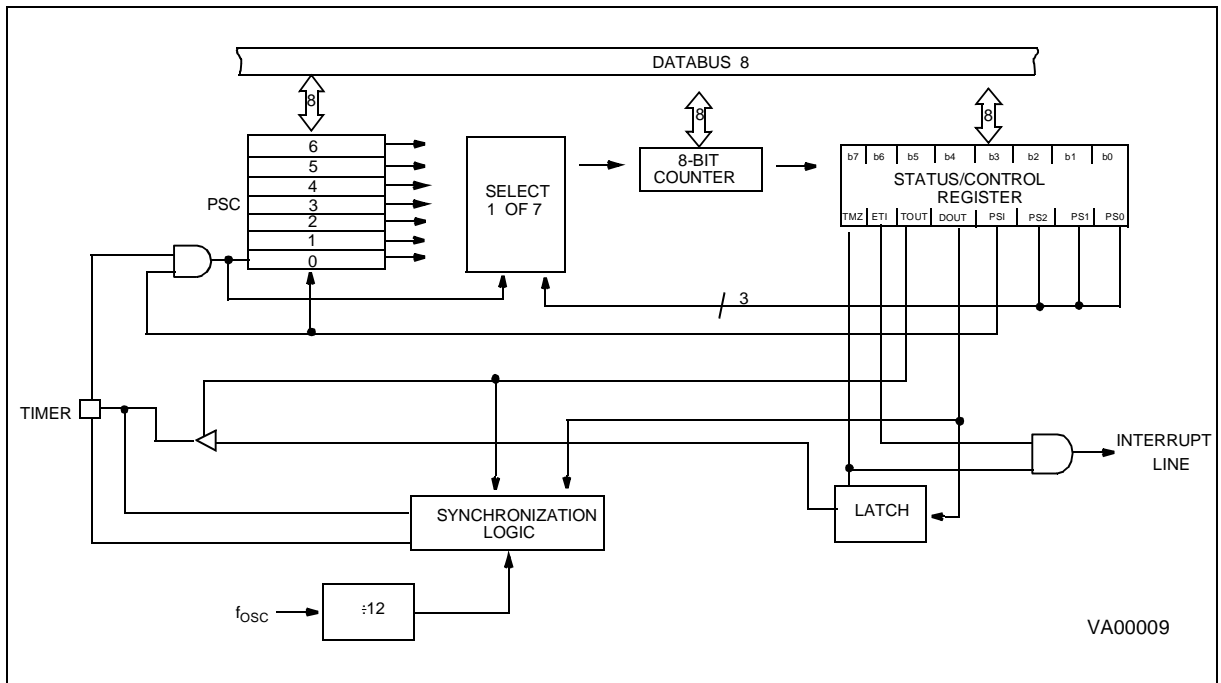 DATABUS 8
8
8
8
6
5
4
3
2
1
0
PSC
SELECT
1 OF 7
8-BIT
COUNTER
b7 b6 b5 b4 b3 b2 b1 b0
STATUS/CONTROL
REGISTER
TMZ ETI TOUT DOUT PSI PS2 PS1 PS0
3
TIMER
INTERRUPT
LINE
LATCH
SYNCHRONIZATION
LOGIC
fOSC
÷12
VA00009